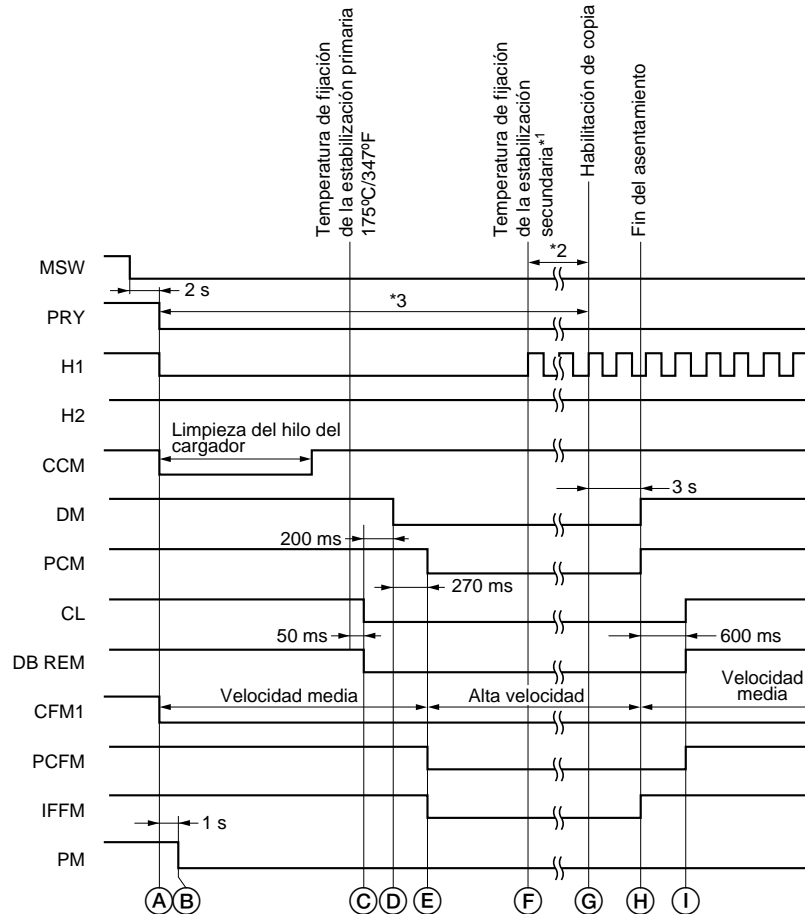 Temperatura de fijación
de la estabilización primaria
175ºC/347ºF
Temperatura de fijación
de la estabilización
secundaria*1
Habilitación de copia
Fin del asentamiento
*2
MSW
2 s
*3
PRY
H1
H2
Limpieza del hilo del
cargador
CCM
3 s
DM
200 ms
PCM
270 ms
CL
50 ms
600 ms
DB REM
Velocidad media
Alta velocidad
Velocidad
media
CFM1
PCFM
IFFM
1 s
PM
A B C D E F G H I